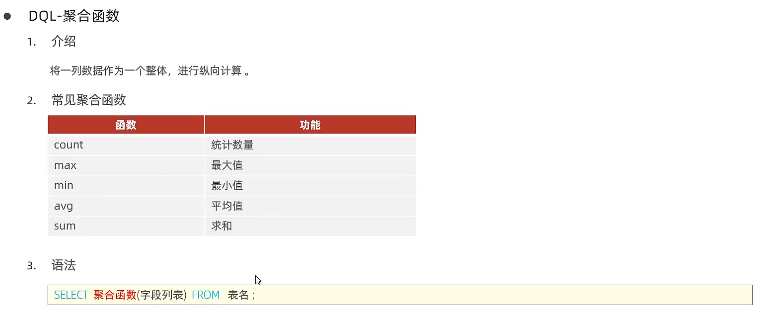 DQL-聚合函数
1. 介绍
将一列数据作为一个整体，进行纵向计算 。
2. 常见聚合函数
函数 功能
count 统计数量
max 最大值
min 最小值
avg 平均值
sum 求和
3. 语法
SELECT 聚合函数(字段列表) FROM 表名 ;